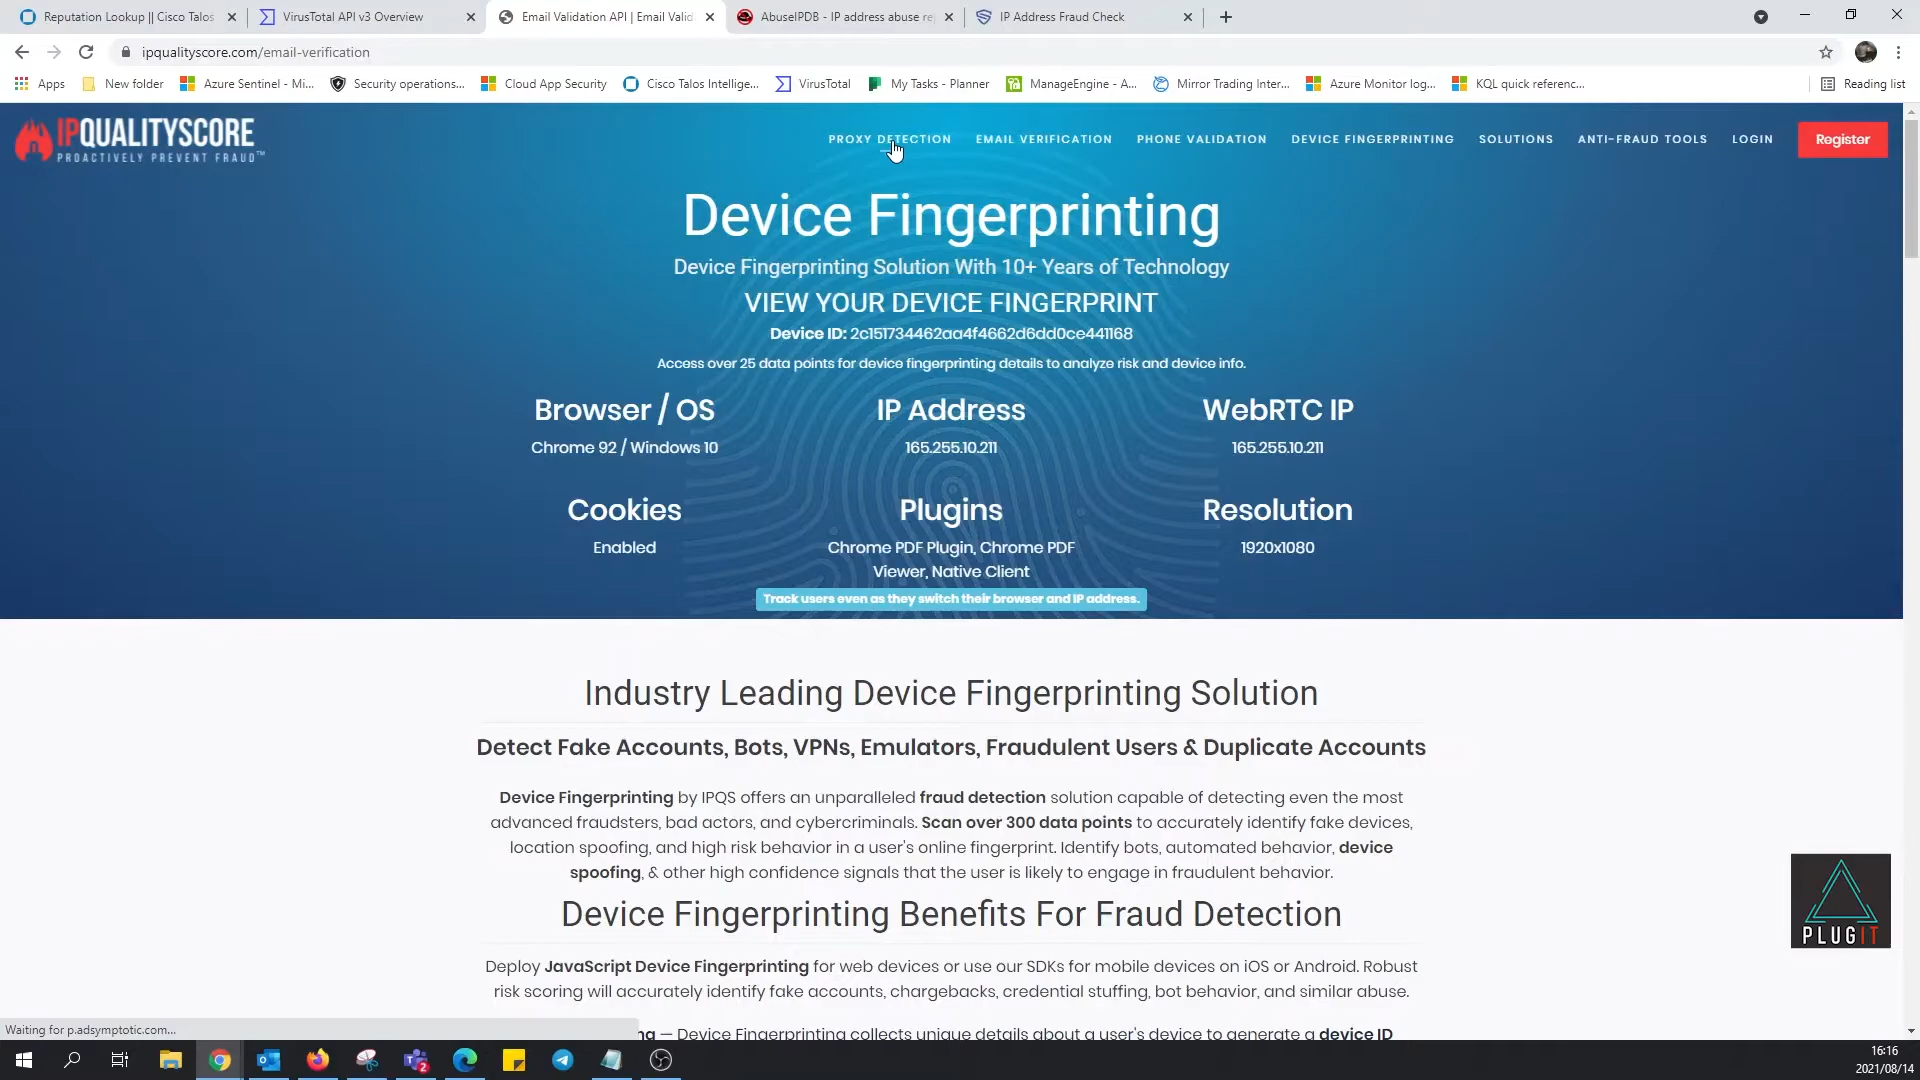 Reputation Lookup || Cisco Talos
VirusTotal API v3 Overview
Email Validation API | Email Valid
AbuseIPDB - IP address abuse re
IP Address Fraud Check
ipqualityscore.com/email-verification
Apps
New folder
Azure Sentinel - Mi...
Security operations...
Cloud App Security
Cisco Talos Intellige...
VirusTotal
My Tasks - Planner
ManageEngine - A...
Mirror Trading Inter...
Azure Monitor log...
KQL quick referenc...
Reading list
IPQUALITYSCORE
PROACTIVELY PREVENT FRAUD™
PROXY DETECTION
EMAIL VERIFICATION
PHONE VALIDATION
DEVICE FINGERPRINTING
SOLUTIONS
ANTI-FRAUD TOOLS
LOGIN
Register
Device Fingerprinting
Device Fingerprinting Solution With 10+ Years of Technology
VIEW YOUR DEVICE FINGERPRINT
Device ID: 2c151734462aa4f4662d6dd0ce441168
Access over 25 data points for device fingerprinting details to analyze risk and device info.
Browser / OS
Chrome 92 / Windows 10
IP Address
165.255.10.211
WebRTC IP
165.255.10.211
Cookies
Enabled
Plugins
Chrome PDF Plugin, Chrome PDF
Viewer, Native Client
Resolution
1920x1080
Track users even as they switch their browser and IP address.
Industry Leading Device Fingerprinting Solution
Detect Fake Accounts, Bots, VPNs, Emulators, Fraudulent Users & Duplicate Accounts
Device Fingerprinting by IPQS offers an unparalleled fraud detection solution capable of detecting even the most
advanced fraudsters, bad actors, and cybercriminals. Scan over 300 data points to accurately identify fake devices,
location spoofing, and high risk behavior in a user's online fingerprint. Identify bots, automated behavior, device
spoofing, & other high confidence signals that the user is likely to engage in fraudulent behavior.
Device Fingerprinting Benefits For Fraud Detection
Deploy JavaScript Device Fingerprinting for web devices or use our SDKs for mobile devices on iOS or Android. Robust
risk scoring will accurately identify fake accounts, chargebacks, credential stuffing, bot behavior, and similar abuse.
ng — Device Fingerprinting collects unique details about a user's device to generate a device ID
PLUGIT
Waiting for p.adsymptotic.com...
2
16:16
2021/08/14